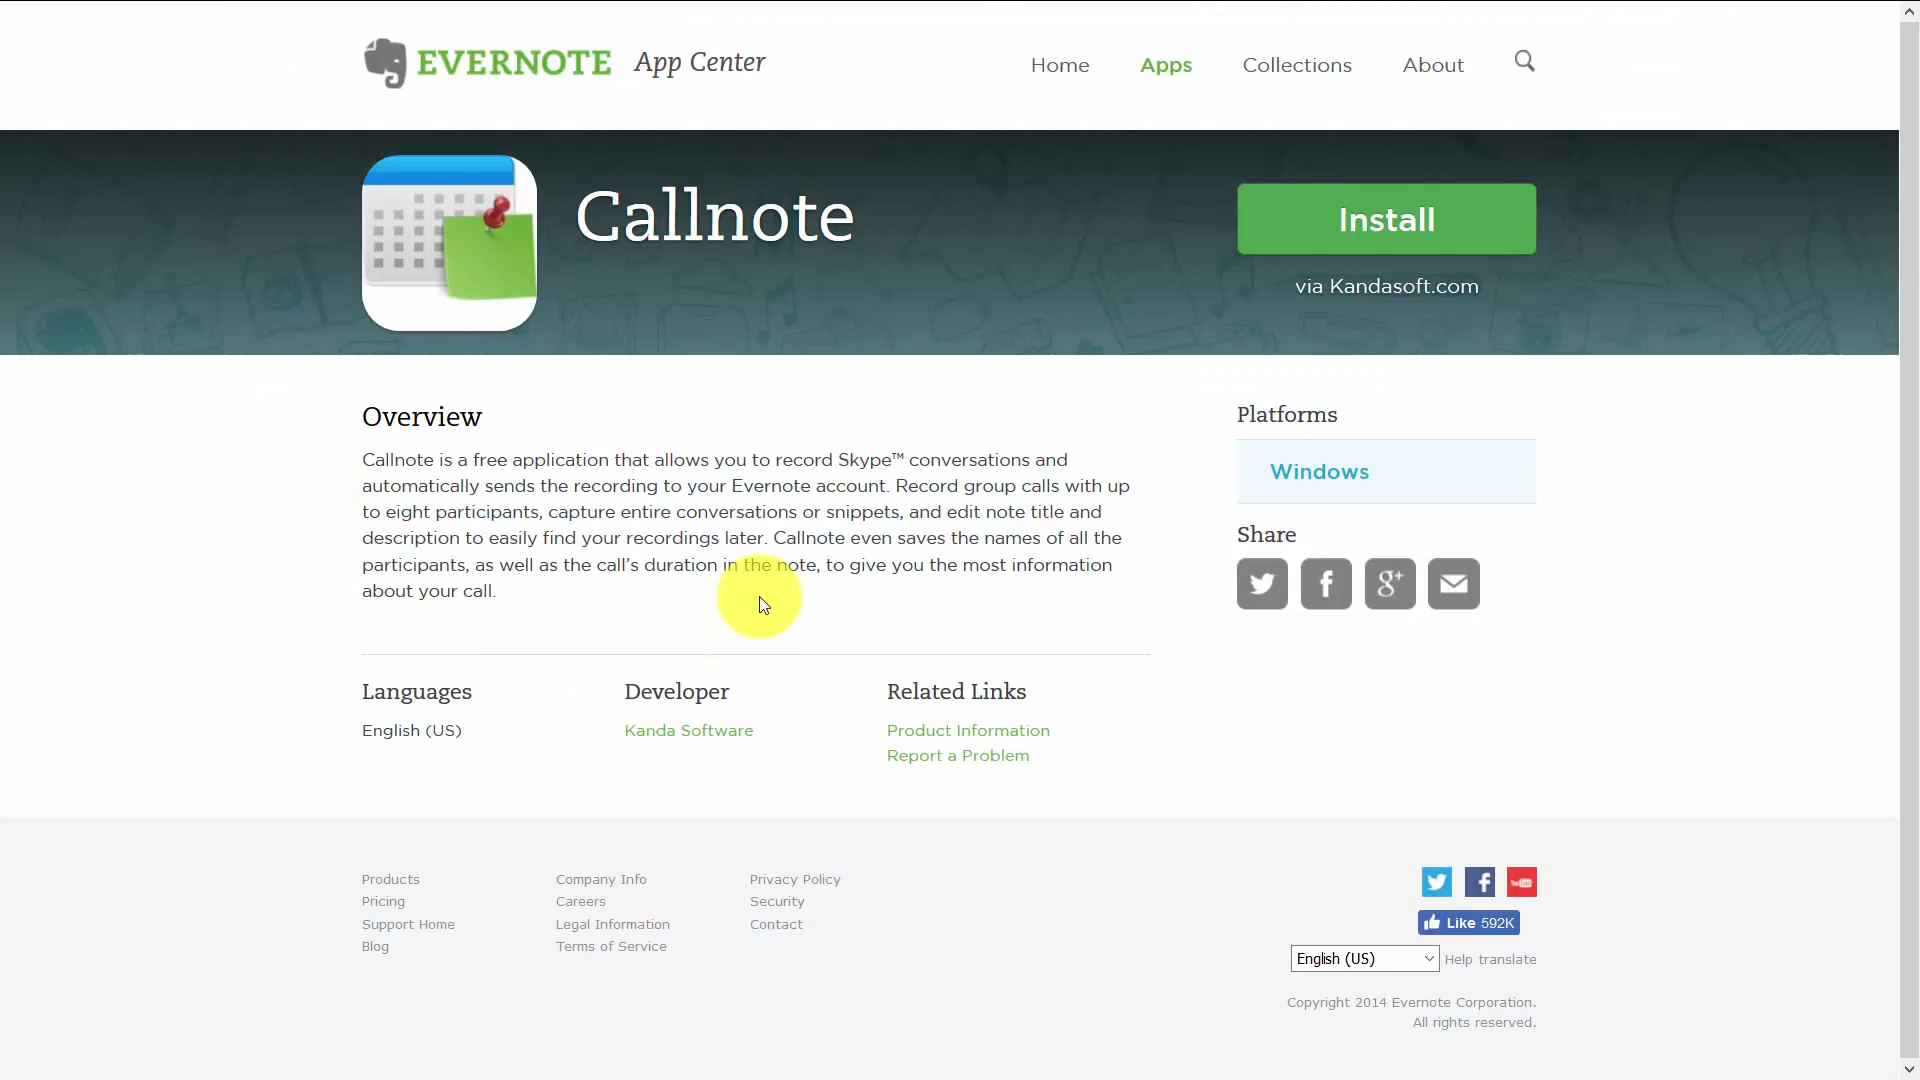 EVERNOTE App Center
Home Apps Collections About
Callnote
Install
via Kandasoft.com
Overview
Callnote is a free application that allows you to record Skype™ conversations and
automatically sends the recording to your Evernote account. Record group calls with up
to eight participants, capture entire conversations or snippets, and edit note title and
description to easily find your recordings later. Callnote even saves the names of all the
participants, as well as the call’s duration in the note, to give you the most information
about your call.
Platforms
Windows
Share
Languages
English (US)
Developer
Kanda Software
Related Links
Product Information
Report a Problem
Products
Pricing
Support Home
Blog
Company Info
Careers
Legal Information
Terms of Service
Privacy Policy
Security
Contact
Like 592K
English (US) Help translate
Copyright 2014 Evernote Corporation.
All rights reserved.